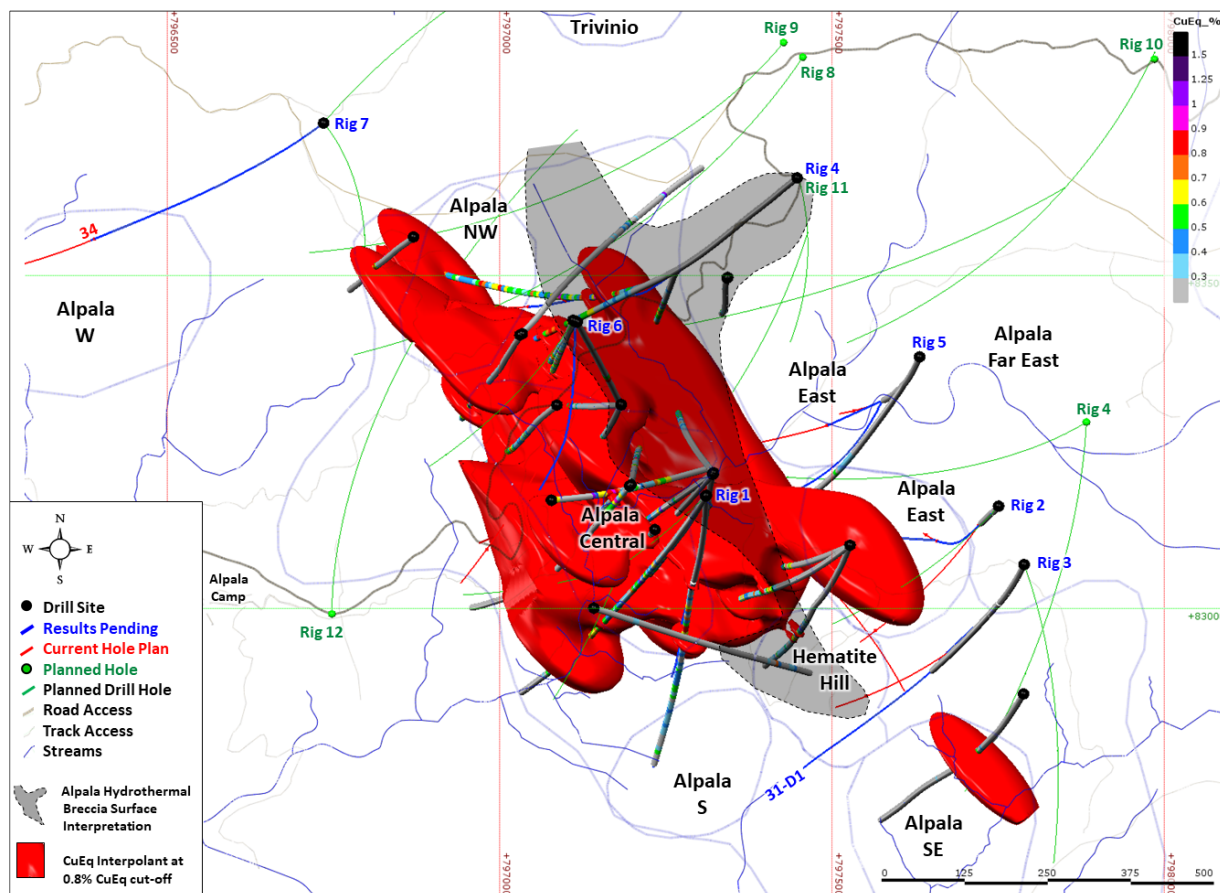 +796500
+797000
Trivinio
Rig 9
Rig 8
+797500
Rig 10
CuEq_%
1.5
1.25
1
0.9
0.8
0.7
0.6
0.5
0.4
0.3
Rig 7
Rig 4
Rig 11
34
Alpala
NW
Alpala
W
+8350
Rig 6
Rig 5
Alpala
Far East
Alpala
East
Rig 4
Rig 1
Alpala
East
Rig 2
Alpala
Central
Rig 3
N
W
E
S
Alpala
Camp
Rig 12
+8300
Drill Site
Results Pending
Current Hole Plan
Planned Hole
Planned Drill Hole
Road Access
Track Access
Streams
Alpala Hydrothermal
Breccia Surface
Interpretation
CuEq Interpolant at
0.8% CuEq cut-off
Hematite
Hill
31-D1
Alpala
S
Alpala
SE
+797000
+797500
0 125 250 375 500